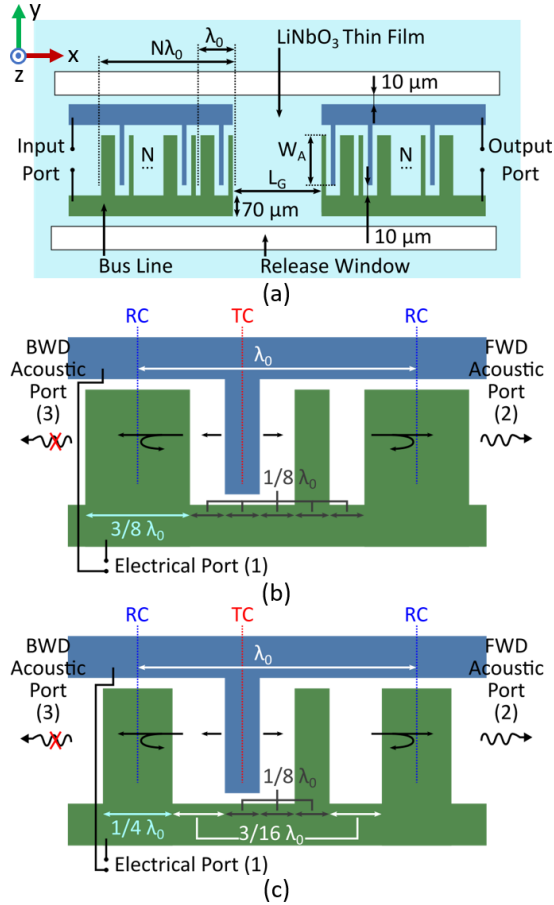 y
x
z
Nλ₀
λ₀
LiNbO₃ Thin Film
10 µm
Input
Port
N
...
W_A
L_G
N
...
Output
Port
70 µm
10 µm
Bus Line
Release Window
(a)
RC
TC
RC
BWD
Acoustic
Port
(3)
λ₀
FWD
Acoustic
Port
(2)
1/8 λ₀
3/8 λ₀
Electrical Port (1)
(b)
RC
TC
RC
BWD
Acoustic
Port
(3)
λ₀
FWD
Acoustic
Port
(2)
1/8 λ₀
1/4 λ₀
3/16 λ₀
Electrical Port (1)
(c)